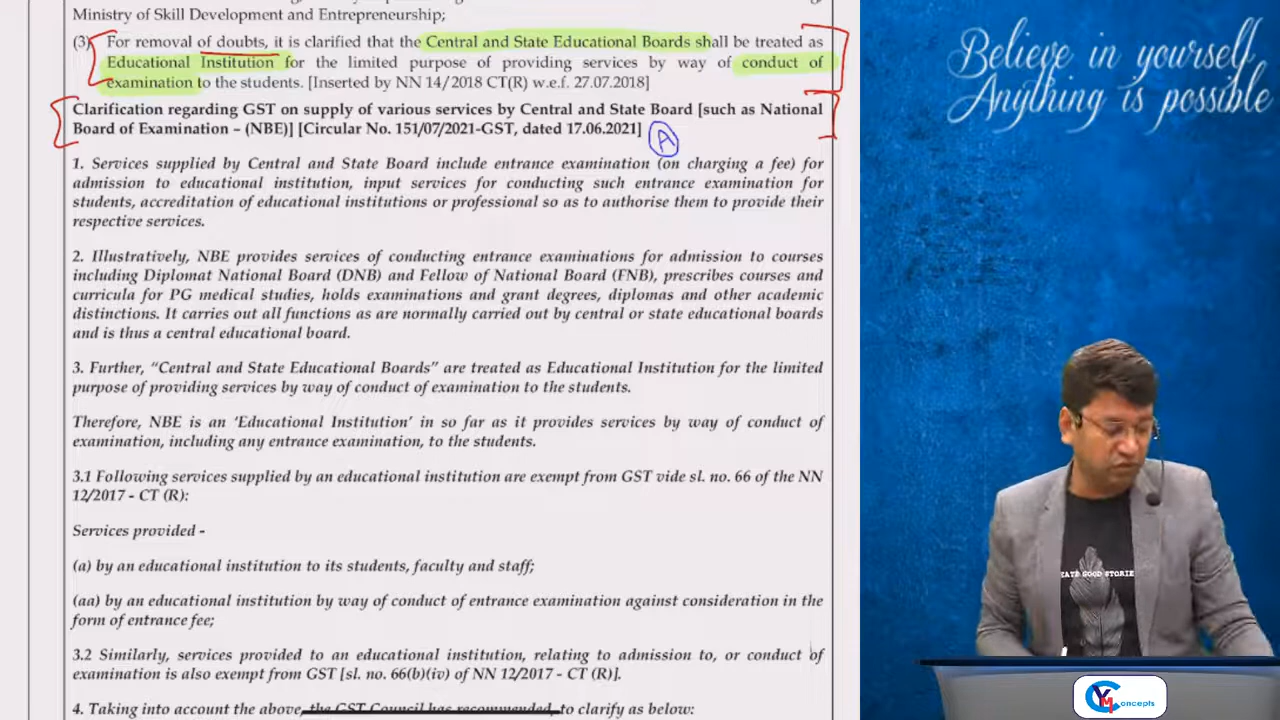 Ministry of Skill Development and Entrepreneurship;
(3) For removal of doubts, it is clarified that the Central and State Educational Boards shall be treated as
Educational Institution for the limited purpose of providing services by way of conduct of
examination to the students. [Inserted by NN 14/2018 CT(R) w.e.f. 27.07.2018]
Clarification regarding GST on supply of various services by Central and State Board [such as National
Board of Examination – (NBE)] [Circular No. 151/07/2021-GST, dated 17.06.2021]
A
1. Services supplied by Central and State Board include entrance examination (on charging a fee) for
admission to educational institution, input services for conducting such entrance examination for
students, accreditation of educational institutions or professional so as to authorise them to provide their
respective services.
2. Illustratively, NBE provides services of conducting entrance examinations for admission to courses
including Diplomat National Board (DNB) and Fellow of National Board (FNB), prescribes courses and
curricula for PG medical studies, holds examinations and grant degrees, diplomas and other academic
distinctions. It carries out all functions as are normally carried out by central or state educational boards
and is thus a central educational board.
3. Further, “Central and State Educational Boards” are treated as Educational Institution for the limited
purpose of providing services by way of conduct of examination to the students.
Therefore, NBE is an ‘Educational Institution’ in so far as it provides services by way of conduct of
examination, including any entrance examination, to the students.
3.1 Following services supplied by an educational institution are exempt from GST vide sl. no. 66 of the NN
12/2017 - CT (R):
Services provided -
(a) by an educational institution to its students, faculty and staff;
(aa) by an educational institution by way of conduct of entrance examination against consideration in the
form of entrance fee;
3.2 Similarly, services provided to an educational institution, relating to admission to, or conduct of
examination is also exempt from GST [sl. no. 66(b)(iv) of NN 12/2017 - CT (R)].
4. Taking into account the above, the GST Council has recommended, to clarify as below:
Believe in yourself
Anything is possible
GOOD STORIE
YM
Concepts